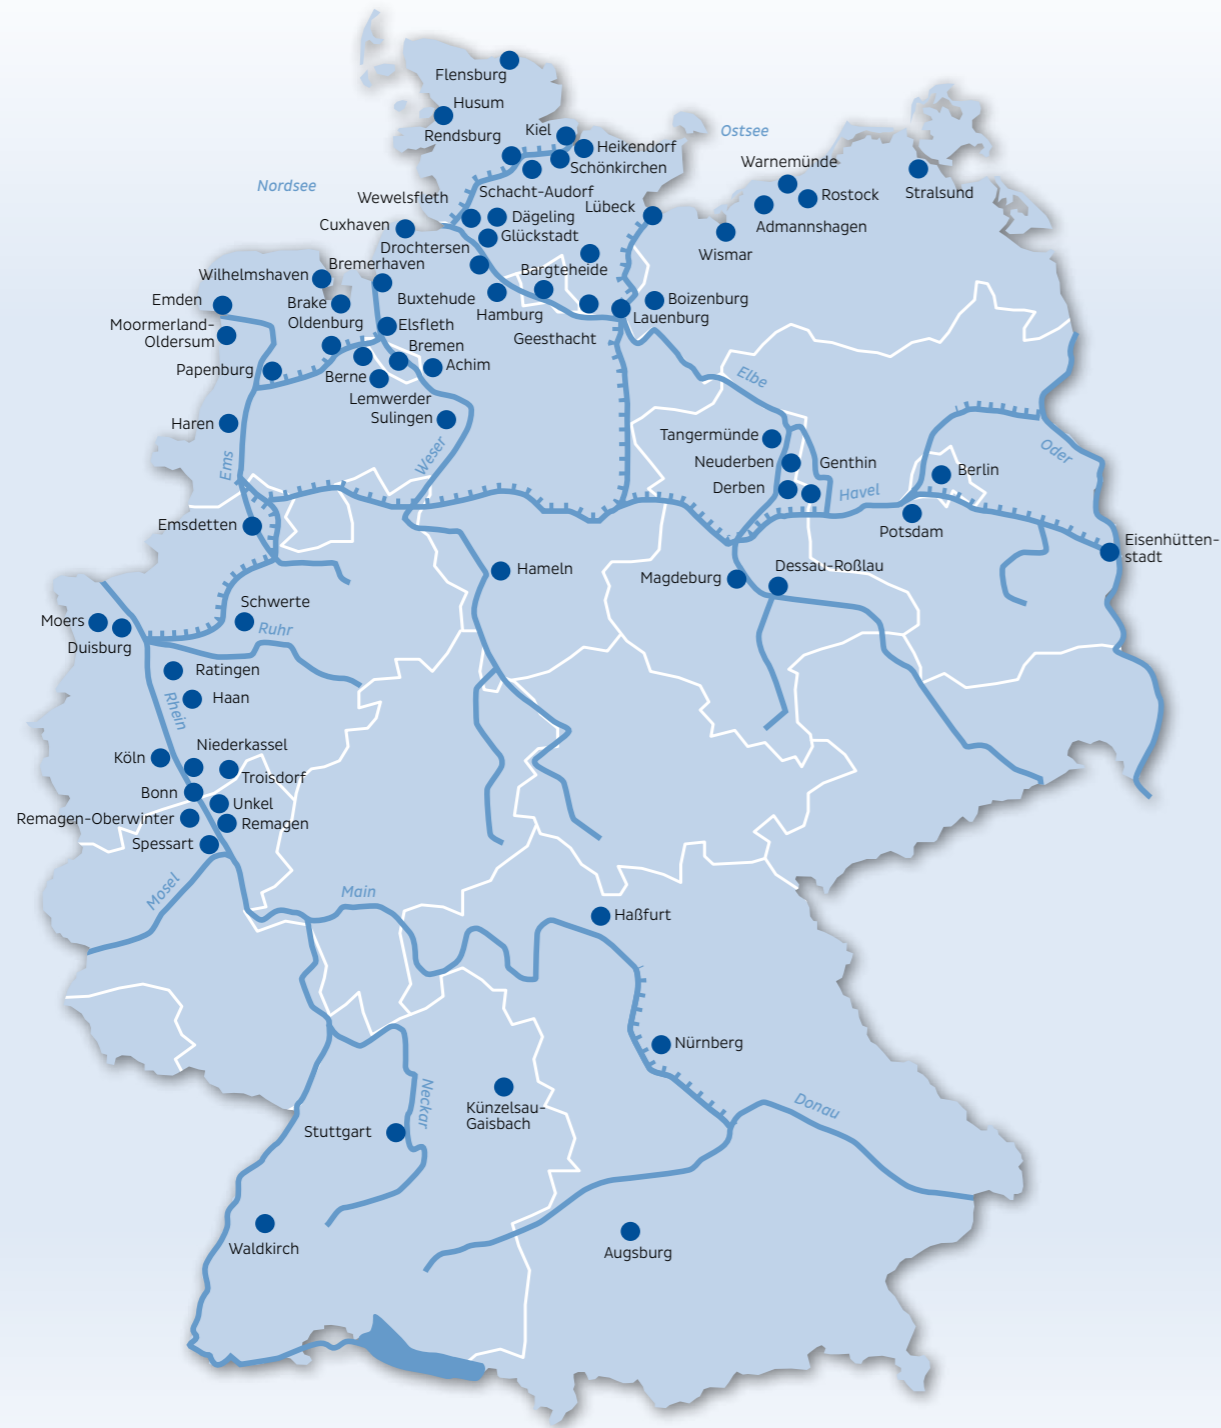 Flensburg
Husum
Rendsburg
Kiel
Heikendorf
Schönkirchen
Ostsee
Warnemünde
Rostock
Stralsund
Nordsee
Schacht-Audorf
Wewelsfleth
Dägeling
Lübeck
Admannshagen
Cuxhaven
Glückstadt
Drochtersen
Wismar
Bremerhaven
Bargteheide
Wilhelmshaven
Emden
Brake
Buxtehude
Boizenburg
Hamburg
Lauenburg
Moormerland-
Oldersum
Oldenburg
Elsfleth
Geesthacht
Bremen
Papenburg
Berne
Achim
Elbe
Lemwerder
Sulingen
Haren
Tangermünde
Ems
Weser
Neuderben
Genthin
Oder
Berlin
Derben
Havel
Emsdetten
Potsdam
Eisenhütten-
stadt
Hameln
Magdeburg
Dessau-Roßlau
Schwerte
Moers
Ruhr
Duisburg
Ratingen
Haan
Rhein
Niederkassel
Köln
Troisdorf
Bonn
Unkel
Remagen-Oberwinter
Remagen
Spessart
Mosel
Main
Haßfurt
Nürnberg
Neckar
Künzelsau-
Gaisbach
Donau
Stuttgart
Waldkirch
Augsburg